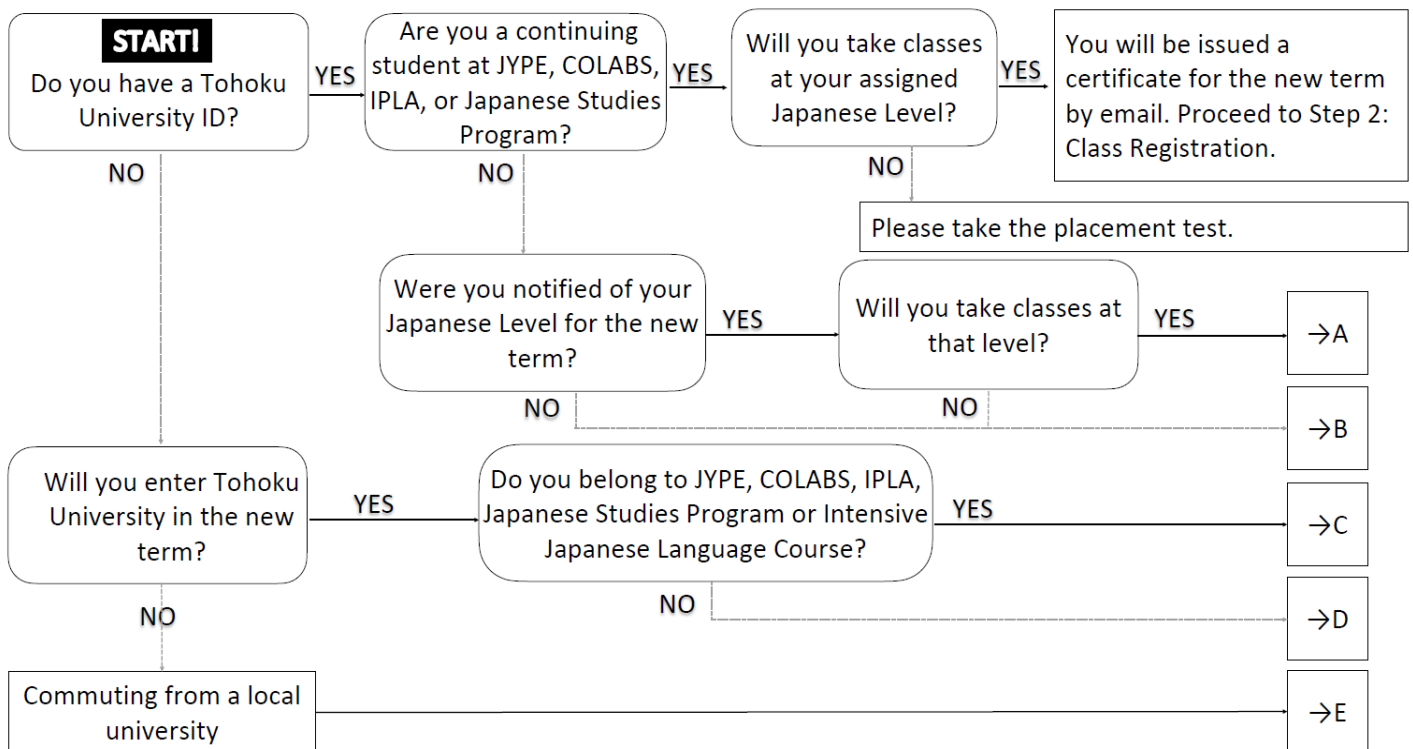 START!
Do you have a Tohoku
University ID?
YES
Are you a continuing
student at JYPE, COLABS,
IPLA, or Japanese Studies
Program?
YES
Will you take classes
at your assigned
Japanese Level?
YES
You will be issued a
certificate for the new term
by email. Proceed to Step 2:
Class Registration.
NO
NO
NO
Please take the placement test.
Were you notified of your
Japanese Level for the new
term?
YES
Will you take classes at
that level?
YES
→A
NO
NO
→B
Will you enter Tohoku
University in the new
term?
YES
Do you belong to JYPE, COLABS, IPLA,
Japanese Studies Program or Intensive
Japanese Language Course?
YES
→C
NO
NO
→D
Commuting from a local
university
→E